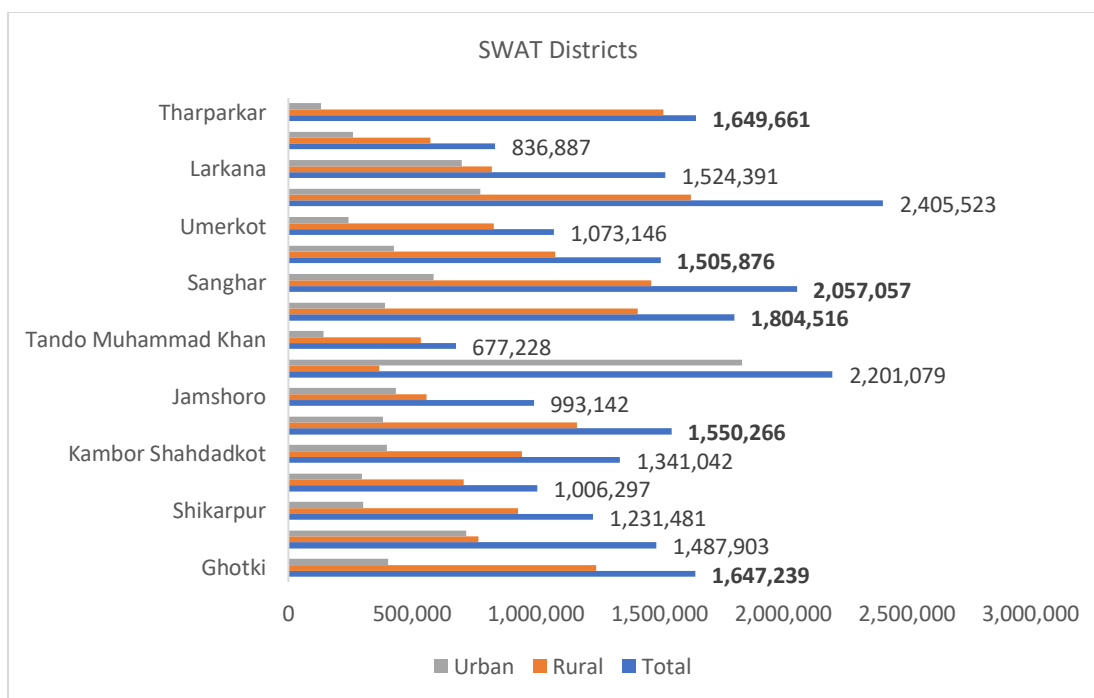 SWAT Districts
Tharparkar
1,649,661
836,887
Larkana
1,524,391
2,405,523
Umerkot
1,073,146
1,505,876
Sanghar
2,057,057
1,804,516
Tando Muhammad Khan
677,228
2,201,079
Jamshoro
993,142
1,550,266
Kambor Shahdadkot
1,341,042
1,006,297
Shikarpur
1,231,481
1,487,903
Ghotki
1,647,239
0 500,000 1,000,000 1,500,000 2,000,000 2,500,000 3,000,000
Urban Rural Total